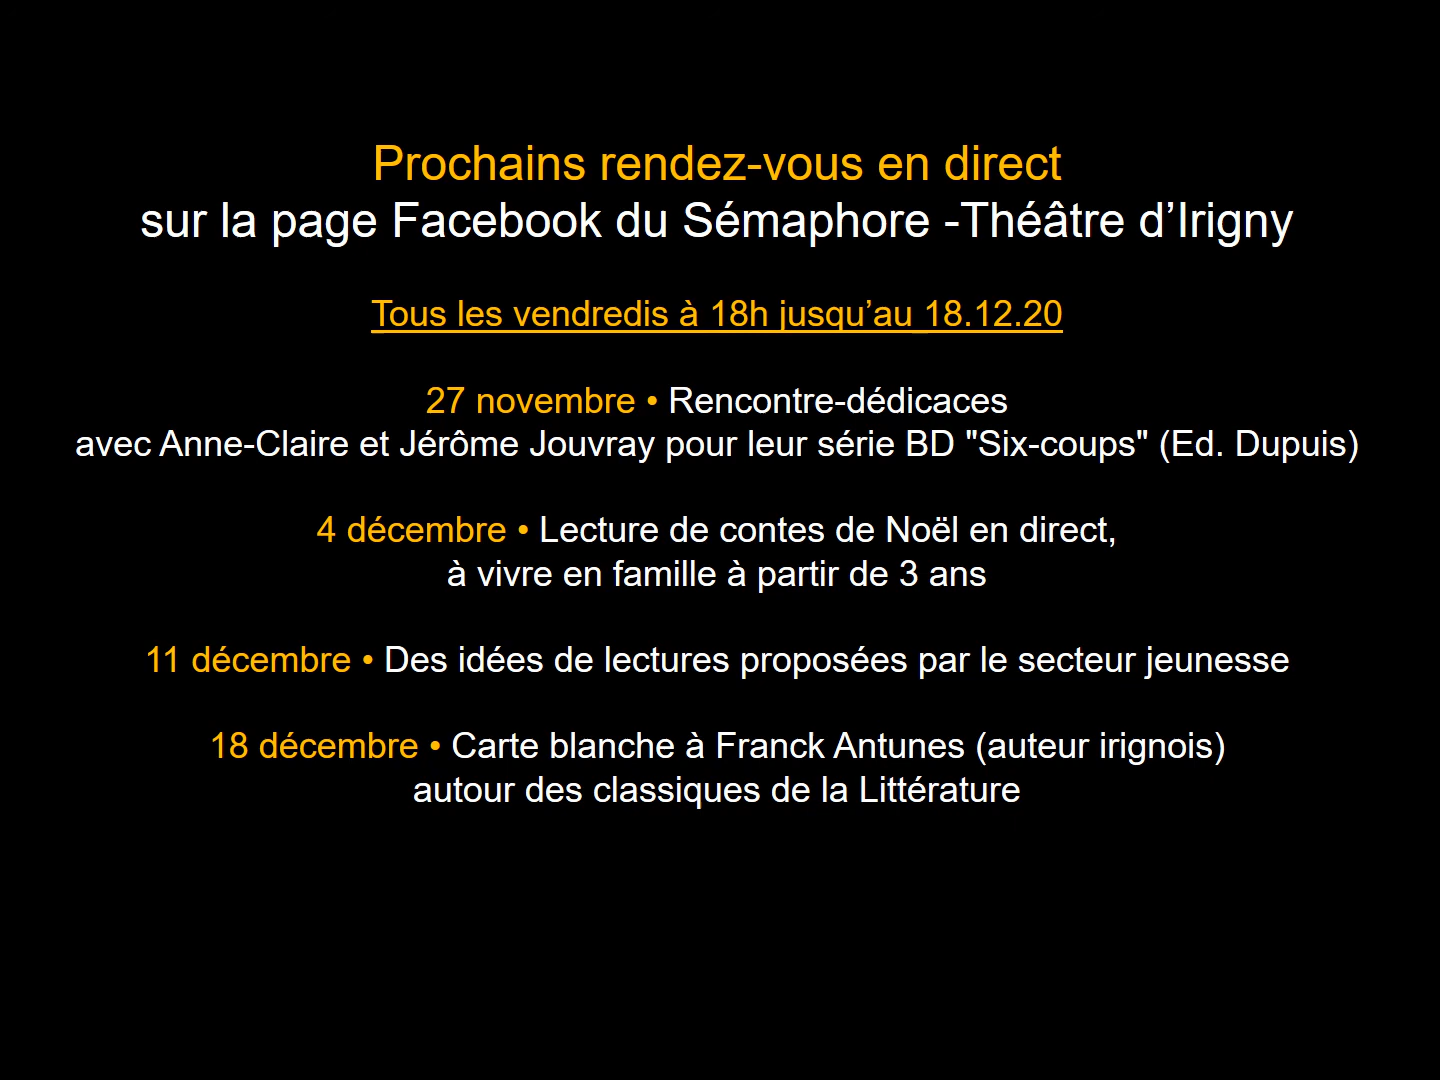 Prochains rendez-vous en direct
sur la page Facebook du Sémaphore -Théâtre d’Irigny
Tous les vendredis à 18h jusqu’au 18.12.20
27 novembre • Rencontre-dédicaces
avec Anne-Claire et Jérôme Jouvray pour leur série BD "Six-coups" (Ed. Dupuis)
4 décembre • Lecture de contes de Noël en direct,
à vivre en famille à partir de 3 ans
11 décembre • Des idées de lectures proposées par le secteur jeunesse
18 décembre • Carte blanche à Franck Antunes (auteur irignois)
autour des classiques de la Littérature